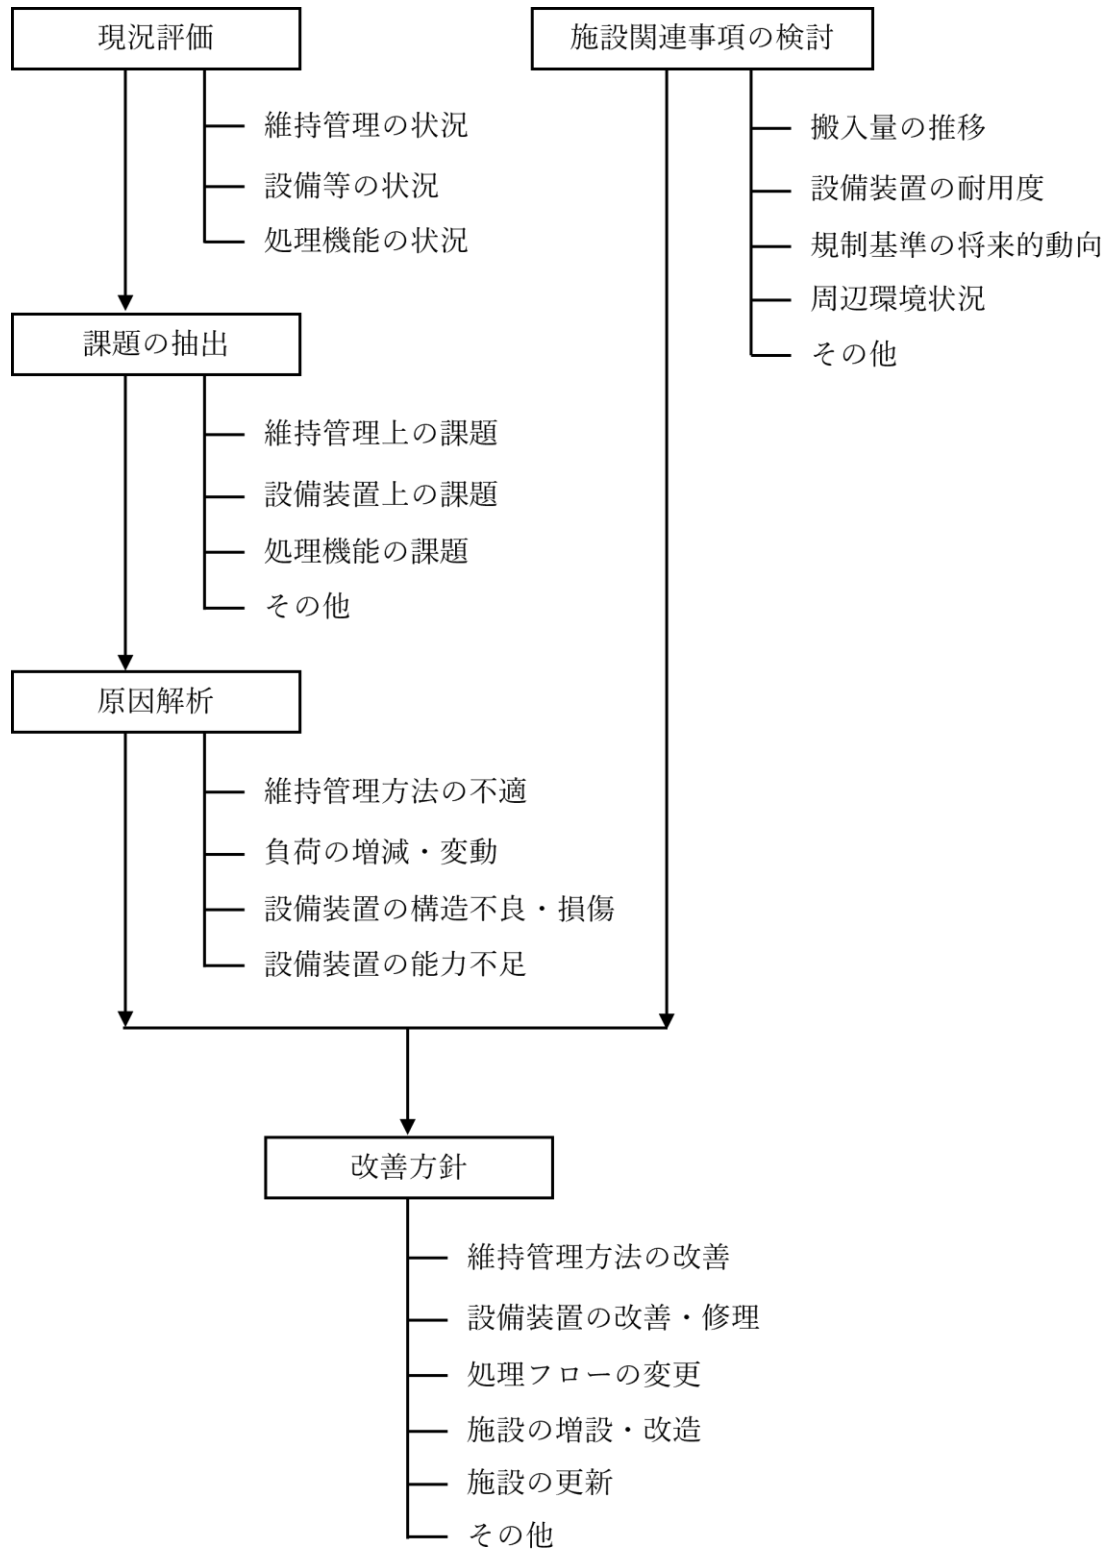 現況評価
維持管理の状況
設備等の状況
処理機能の状況
課題の抽出
維持管理上の課題
設備装置上の課題
処理機能の課題
その他
原因解析
維持管理方法の不適
負荷の増減・変動
設備装置の構造不良・損傷
設備装置の能力不足
施設関連事項の検討
搬入量の推移
設備装置の耐用度
規制基準の将来的動向
周辺環境状況
その他
改善方針
維持管理方法の改善
設備装置の改善・修理
処理フローの変更
施設の増設・改造
施設の更新
その他